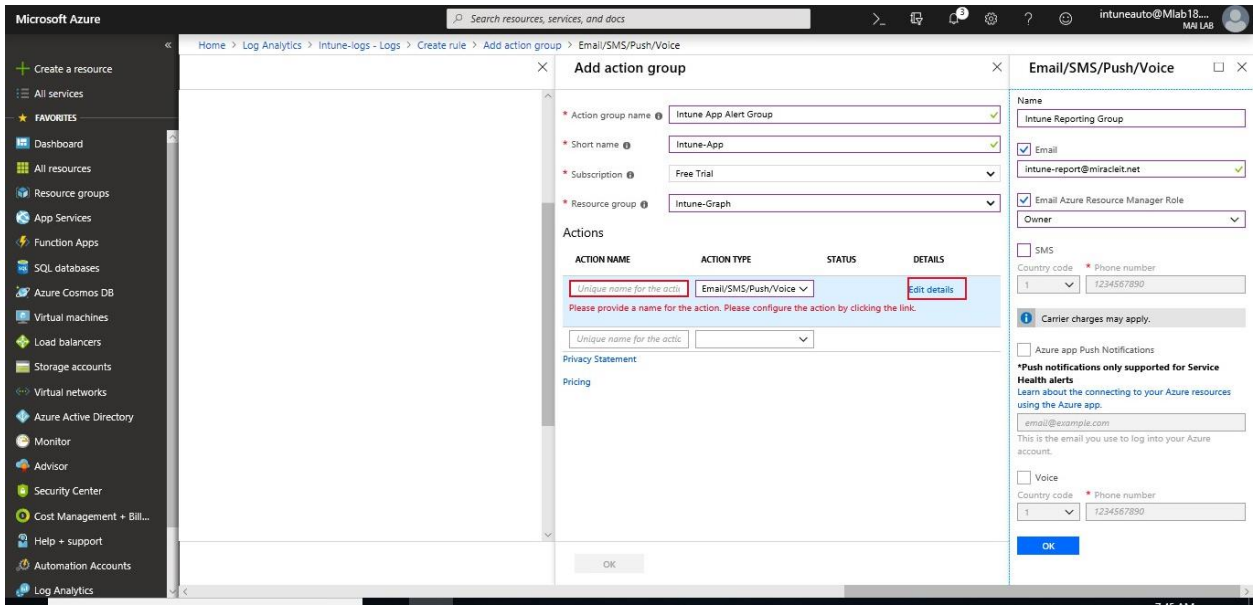 Microsoft Azure
Search resources, services, and docs
3
intuneauto@Mlab18....
MAI LAB
«
Create a resource
All services
FAVORITES
Dashboard
All resources
Resource groups
App Services
Function Apps
SQL databases
Azure Cosmos DB
Virtual machines
Load balancers
Storage accounts
Virtual networks
Azure Active Directory
Monitor
Advisor
Security Center
Cost Management + Bill...
Help + support
Automation Accounts
Log Analytics
Home > Log Analytics > Intune-logs - Logs > Create rule > Add action group > Email/SMS/Push/Voice
Add action group
* Action group name
Intune App Alert Group
* Short name
Intune-App
* Subscription
Free Trial
* Resource group
Intune-Graph
Actions
ACTION NAME ACTION TYPE STATUS DETAILS
Unique name for the actii Email/SMS/Push/Voice Edit details
Please provide a name for the action. Please configure the action by clicking the link.
Unique name for the actic
Privacy Statement
Pricing
OK
Email/SMS/Push/Voice
Name
Intune Reporting Group
Email
intune-report@miracleit.net
Email Azure Resource Manager Role
Owner
SMS
Country code * Phone number
1 1234567890
Carrier charges may apply.
Azure app Push Notifications
*Push notifications only supported for Service
Health alerts
Learn about the connecting to your Azure resources
using the Azure app.
email@example.com
This is the email you use to log into your Azure
account.
Voice
Country code * Phone number
1 1234567890
OK